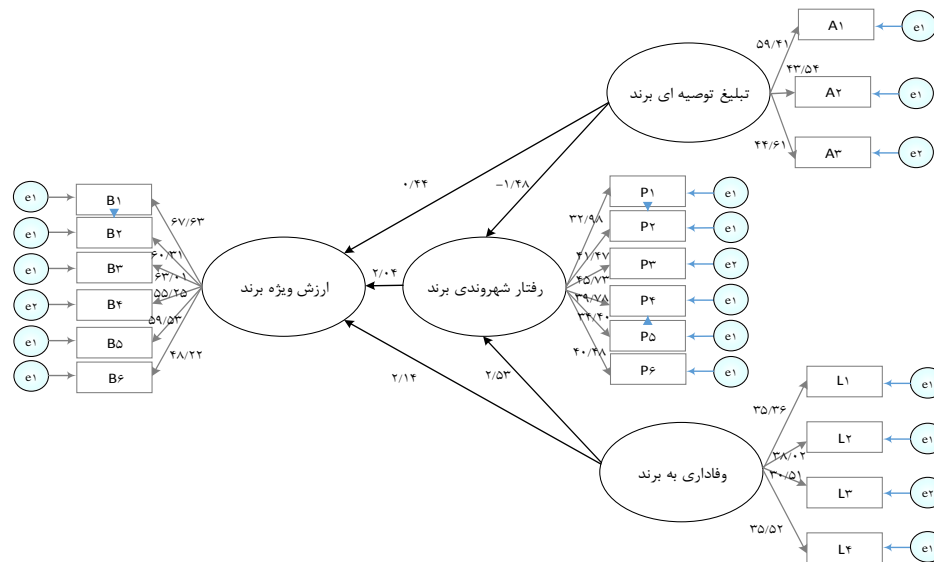 تبلیغ توصیه ای برند
A۱
e۱
A۲
e۱
A۳
e۲
۵۹/۴۱
۴۳/۵۴
۴۴/۶۱
۰/۴۴
-۱/۴۸
رفتار شهروندی برند
P۱
e۱
P۲
e۱
P۳
e۲
P۴
e۱
P۵
e۱
P۶
e۱
۳۲/۹۸
۴۱/۴۷
۴۵/۷۳
۳۹/۷۸
۳۴/۴۰
۴۰/۴۸
۲/۰۴
ارزش ویژه برند
e۱
B۱
e۱
B۲
e۱
B۳
e۲
B۴
e۱
B۵
e۱
B۶
۶۷/۶۳
۶۰/۳۱
۶۳/۰۱
۵۵/۲۵
۵۹/۵۳
۴۸/۲۲
۲/۱۴
۲/۵۳
وفاداری به برند
L۱
e۱
L۲
e۱
L۳
e۲
L۴
e۱
۳۵/۳۶
۳۸/۰۲
۳۰/۵۱
۳۵/۵۲